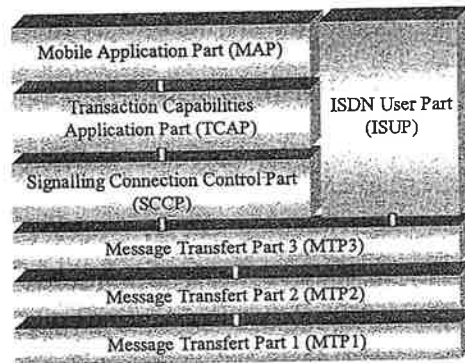 Mobile Application Part (MAP)
Transaction Capabilities
Application Part (TCAP)
ISDN User Part
(ISUP)
Signalling Connection Control Part
(SCCP)
Message Transfert Part 3 (MTP3)
Message Transfert Part 2 (MTP2)
Message Transfert Part 1 (MTP1)